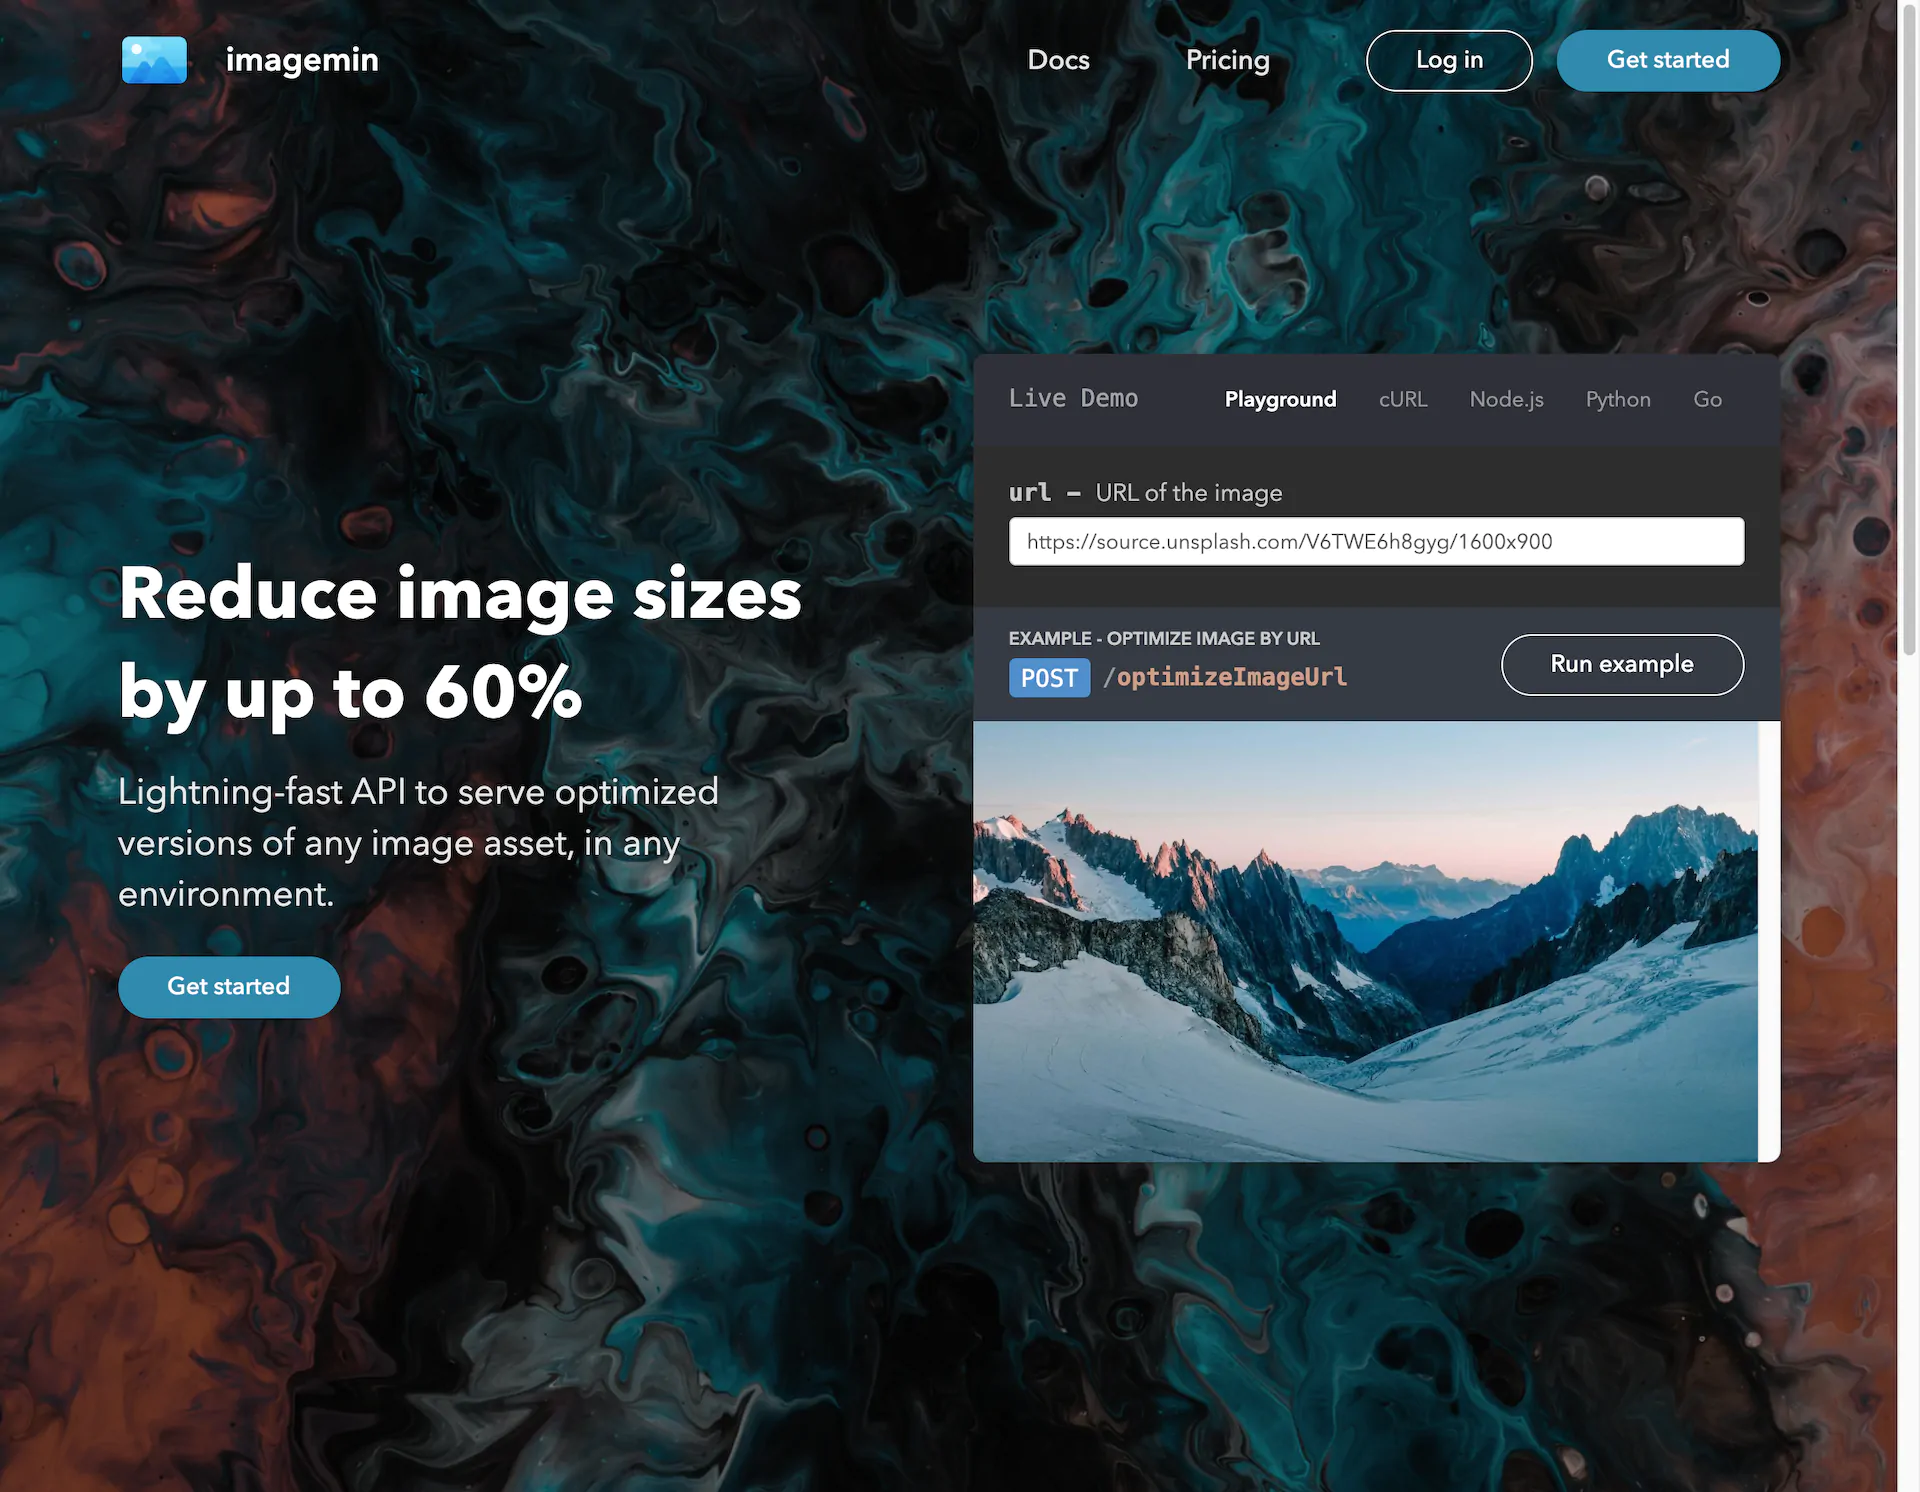 imagemin
Docs
Pricing
Log in
Get started
Reduce image sizes
by up to 60%
Lightning-fast API to serve optimized
versions of any image asset, in any
environment.
Get started
Live Demo
Playground
cURL
Node.js
Python
Go
url – URL of the image
https://source.unsplash.com/V6TWE6h8gyg/1600x900
EXAMPLE - OPTIMIZE IMAGE BY URL
POST /optimizeImageUrl
Run example